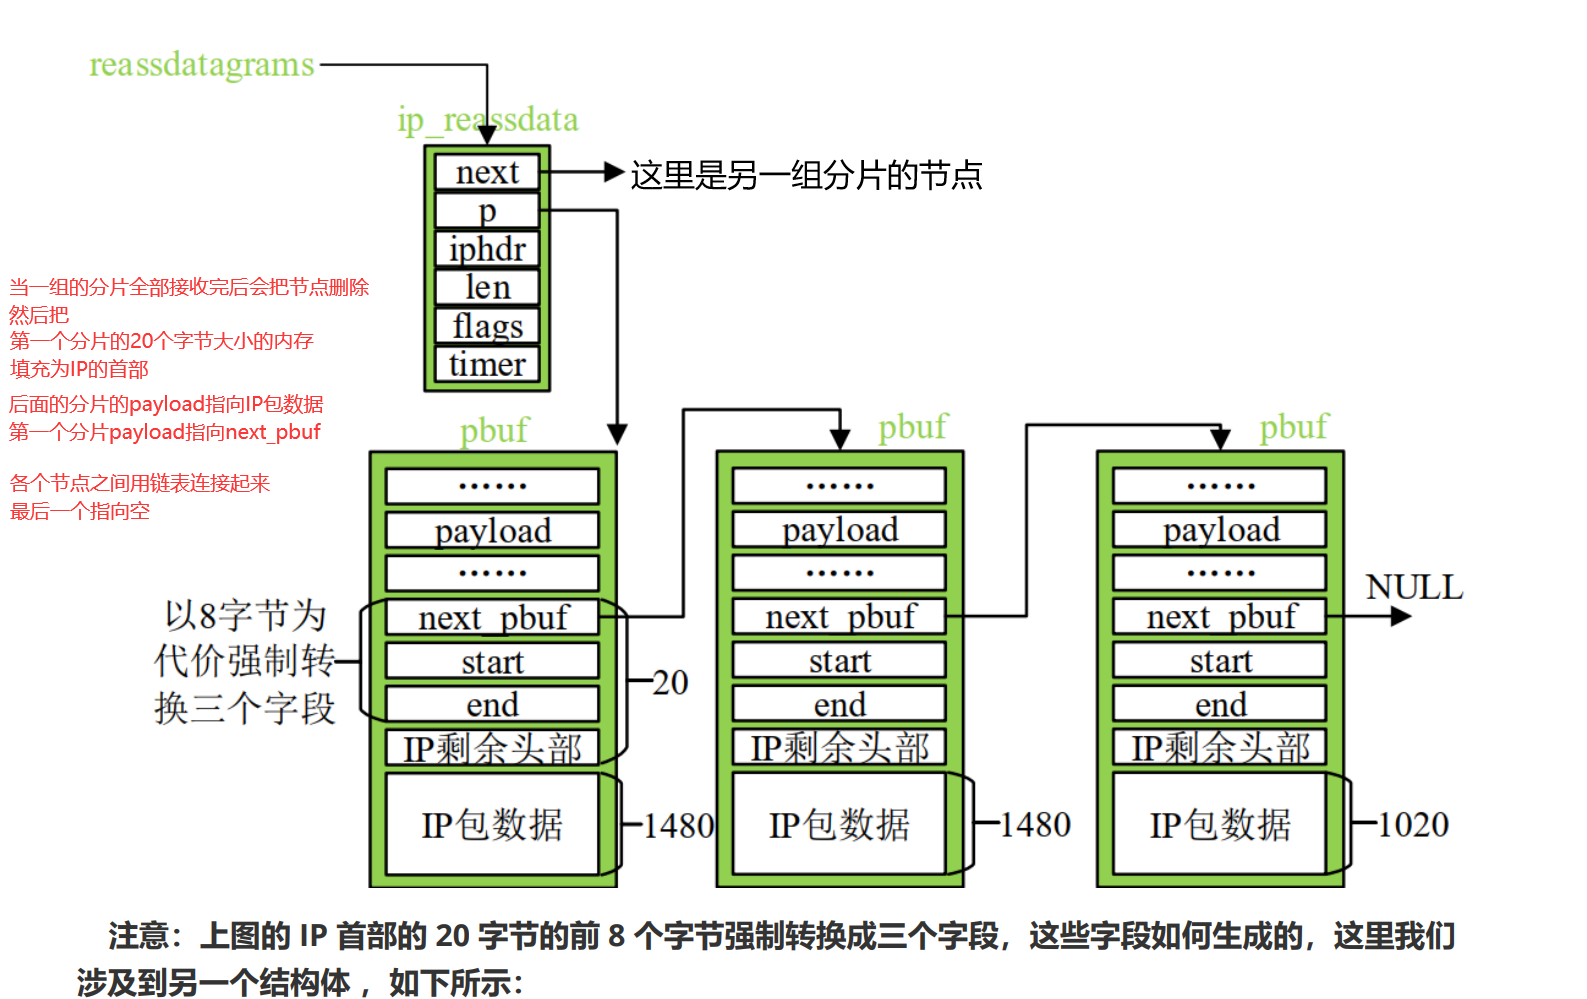 reassdatagrams
ip_reassdata
next
这里是另一组分片的节点
p
iphdr
len
flags
timer
当一组的分片全部接收完后会把节点删除
然后把
第一个分片的20个字节大小的内存
填充为IP的首部
后面的分片的payload指向IP包数据
第一个分片payload指向next_pbuf
各个节点之间用链表连接起来
最后一个指向空
以8字节为
代价强制转
换三个字段
pbuf
……
payload
……
next_pbuf
start
end
IP剩余头部
IP包数据
20
1480
pbuf
……
payload
……
next_pbuf
start
end
IP剩余头部
IP包数据
1480
pbuf
……
payload
……
next_pbuf
start
end
IP剩余头部
IP包数据
NULL
1020
注意：上图的 IP 首部的 20 字节的前 8 个字节强制转换成三个字段，这些字段如何生成的，这里我们
涉及到另一个结构体 ，如下所示：